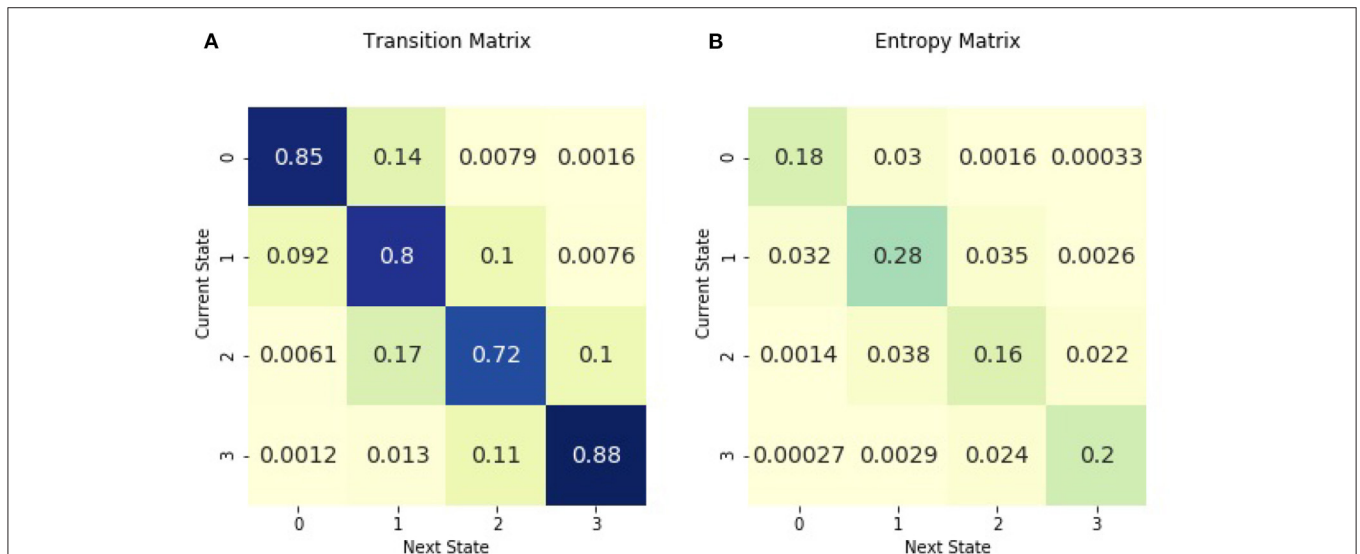 A Transition Matrix
Current State
0 0.85 0.14 0.0079 0.0016
1 0.092 0.8 0.1 0.0076
2 0.0061 0.17 0.72 0.1
3 0.0012 0.013 0.11 0.88
0 1 2 3
Next State
B Entropy Matrix
Current State
0 0.18 0.03 0.0016 0.00033
1 0.032 0.28 0.035 0.0026
2 0.0014 0.038 0.16 0.022
3 0.00027 0.0029 0.024 0.2
0 1 2 3
Next State